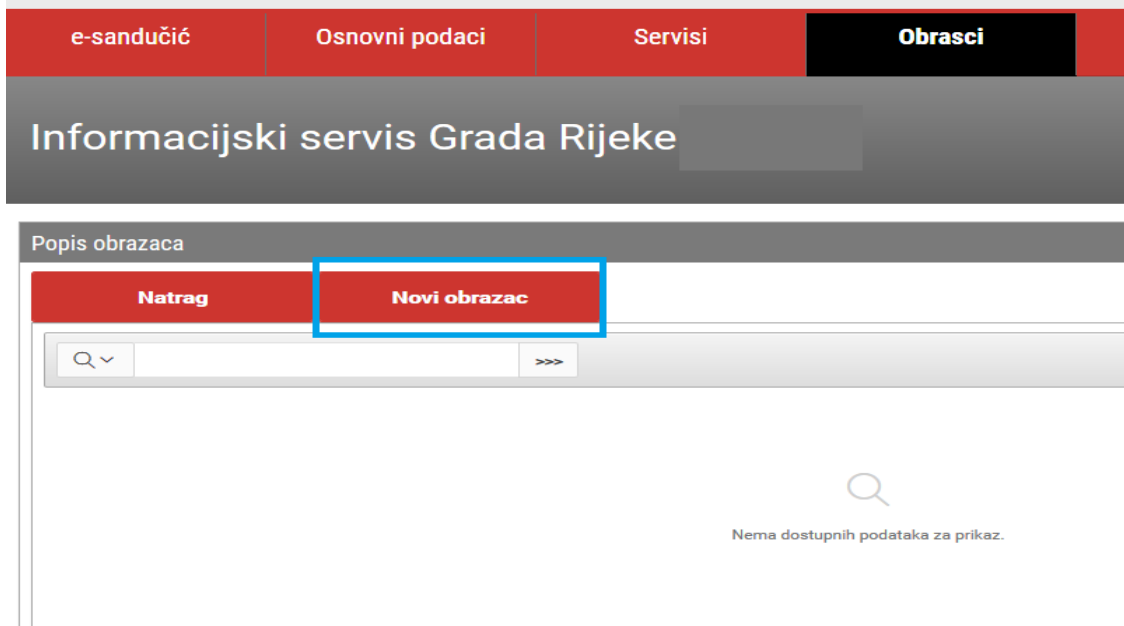 e-sandučić Osnovni podaci Servisi Obrasci
Informacijski servis Grada Rijeke
Popis obrazaca
Natrag Novi obrazac
>>>
Nema dostupnih podataka za prikaz.